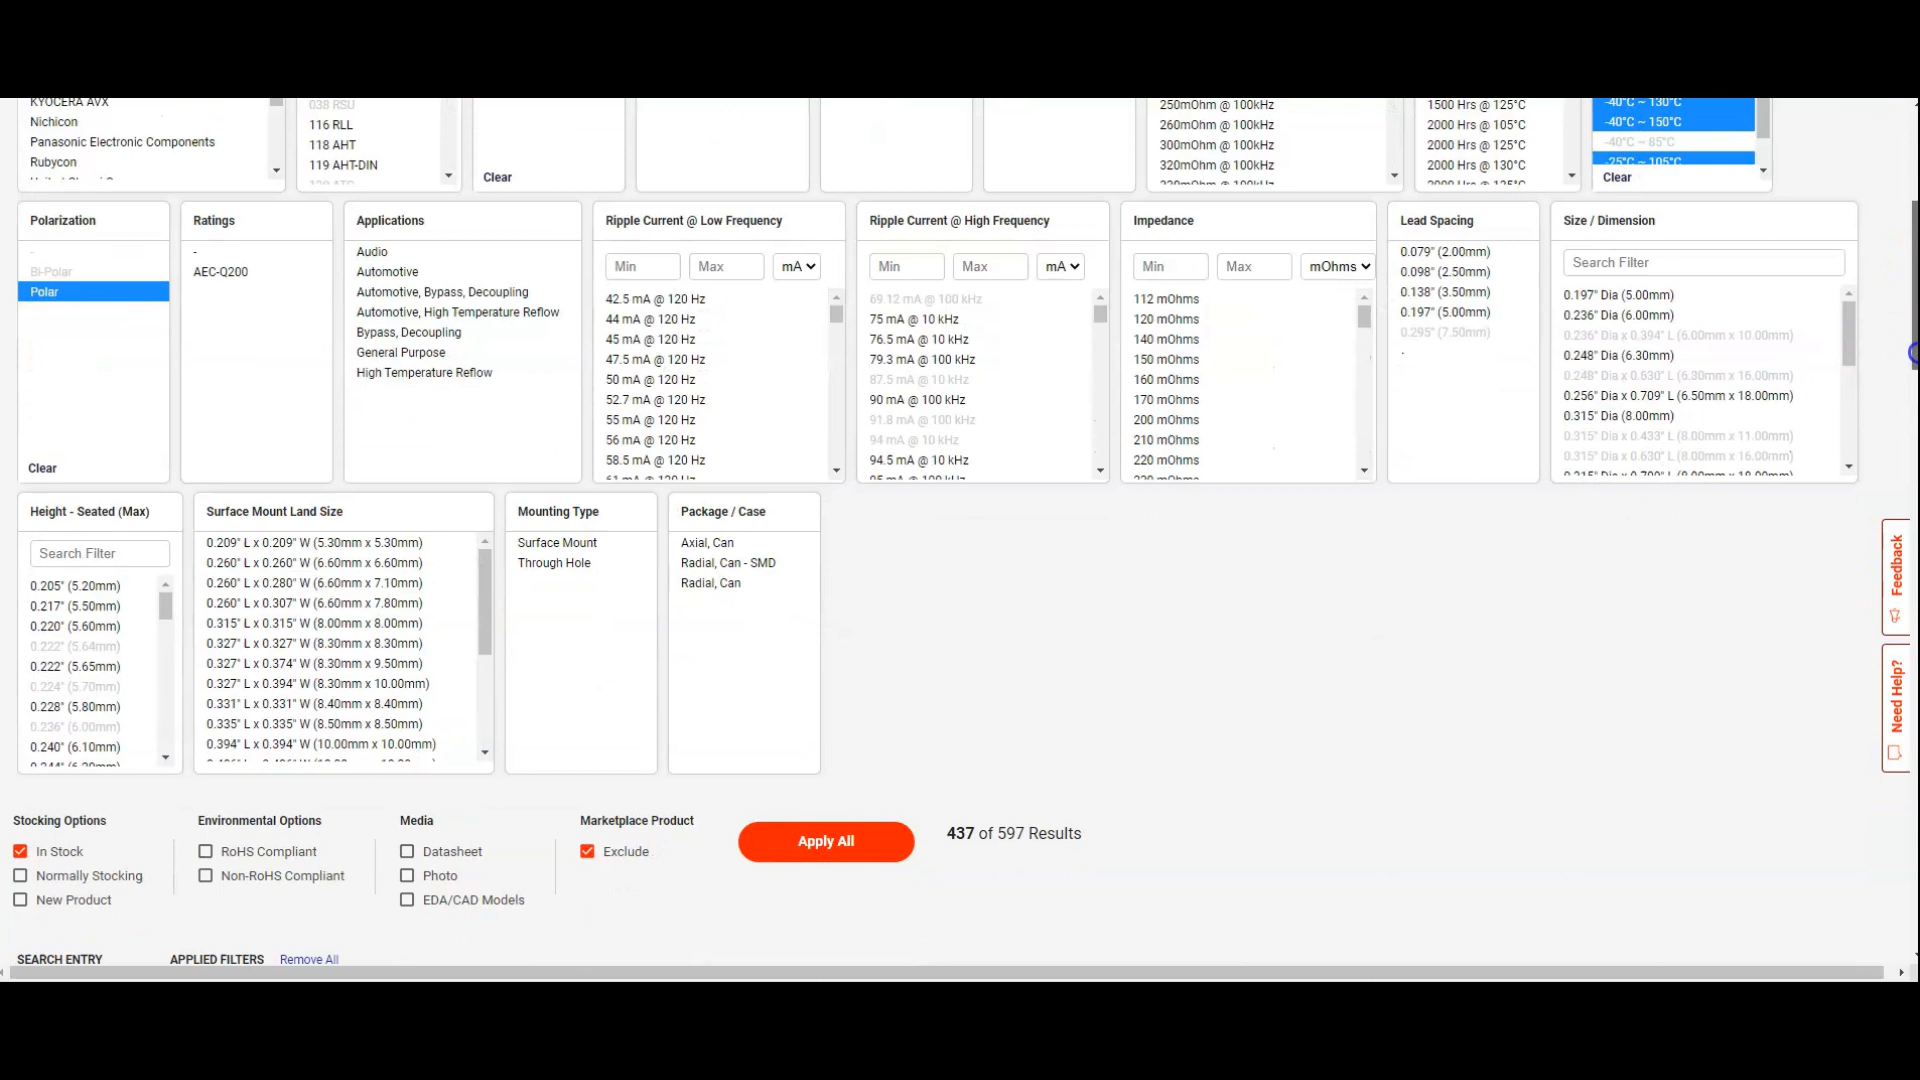 KYOCERA AVX
Nichicon
Panasonic Electronic Components
Rubycon
038 RSU
116 RLL
118 AHT
119 AHT-DIN
Clear
250mOhm @ 100kHz
260mOhm @ 100kHz
300mOhm @ 100kHz
320mOhm @ 100kHz
1500 Hrs @ 125°C
2000 Hrs @ 105°C
2000 Hrs @ 125°C
2000 Hrs @ 130°C
-40°C ~ 130°C
-40°C ~ 150°C
-40°C ~ 85°C
-25°C ~ 105°C
Clear
Polarization
-
Bi-Polar
Polar
Clear
Ratings
-
AEC-Q200
Applications
Audio
Automotive
Automotive, Bypass, Decoupling
Automotive, High Temperature Reflow
Bypass, Decoupling
General Purpose
High Temperature Reflow
Ripple Current @ Low Frequency
Min Max mA
42.5 mA @ 120 Hz
44 mA @ 120 Hz
45 mA @ 120 Hz
47.5 mA @ 120 Hz
50 mA @ 120 Hz
52.7 mA @ 120 Hz
55 mA @ 120 Hz
56 mA @ 120 Hz
58.5 mA @ 120 Hz
61 mA @ 120 Hz
Ripple Current @ High Frequency
Min Max mA
69.12 mA @ 100 kHz
75 mA @ 10 kHz
76.5 mA @ 10 kHz
79.3 mA @ 100 kHz
87.5 mA @ 10 kHz
90 mA @ 100 kHz
91.8 mA @ 100 kHz
94 mA @ 10 kHz
94.5 mA @ 10 kHz
95 mA @ 100 kHz
Impedance
Min Max mOhms
112 mOhms
120 mOhms
140 mOhms
150 mOhms
160 mOhms
170 mOhms
200 mOhms
210 mOhms
220 mOhms
Lead Spacing
0.079" (2.00mm)
0.098" (2.50mm)
0.138" (3.50mm)
0.197" (5.00mm)
0.295" (7.50mm)
Size / Dimension
Search Filter
0.197" Dia (5.00mm)
0.236" Dia (6.00mm)
0.236" Dia x 0.394" L (6.00mm x 10.00mm)
0.248" Dia (6.30mm)
0.248" Dia x 0.630" L (6.30mm x 16.00mm)
0.256" Dia x 0.709" L (6.50mm x 18.00mm)
0.315" Dia (8.00mm)
0.315" Dia x 0.433" L (8.00mm x 11.00mm)
0.315" Dia x 0.630" L (8.00mm x 16.00mm)
0.315" Dia x 0.709" L (8.00mm x 18.00mm)
Height - Seated (Max)
Search Filter
0.205" (5.20mm)
0.217" (5.50mm)
0.220" (5.60mm)
0.222" (5.64mm)
0.222" (5.65mm)
0.224" (5.70mm)
0.228" (5.80mm)
0.236" (6.00mm)
0.240" (6.10mm)
0.244" (6.20mm)
Surface Mount Land Size
0.209" L x 0.209" W (5.30mm x 5.30mm)
0.260" L x 0.260" W (6.60mm x 6.60mm)
0.260" L x 0.280" W (6.60mm x 7.10mm)
0.260" L x 0.307" W (6.60mm x 7.80mm)
0.315" L x 0.315" W (8.00mm x 8.00mm)
0.327" L x 0.327" W (8.30mm x 8.30mm)
0.327" L x 0.374" W (8.30mm x 9.50mm)
0.327" L x 0.394" W (8.30mm x 10.00mm)
0.331" L x 0.331" W (8.40mm x 8.40mm)
0.335" L x 0.335" W (8.50mm x 8.50mm)
0.394" L x 0.394" W (10.00mm x 10.00mm)
Mounting Type
Surface Mount
Through Hole
Package / Case
Axial, Can
Radial, Can - SMD
Radial, Can
Feedback
Need Help?
Stocking Options
In Stock
Normally Stocking
New Product
Environmental Options
RoHS Compliant
Non-RoHS Compliant
Media
Datasheet
Photo
EDA/CAD Models
Marketplace Product
Exclude
Apply All
437 of 597 Results
SEARCH ENTRY
APPLIED FILTERS Remove All